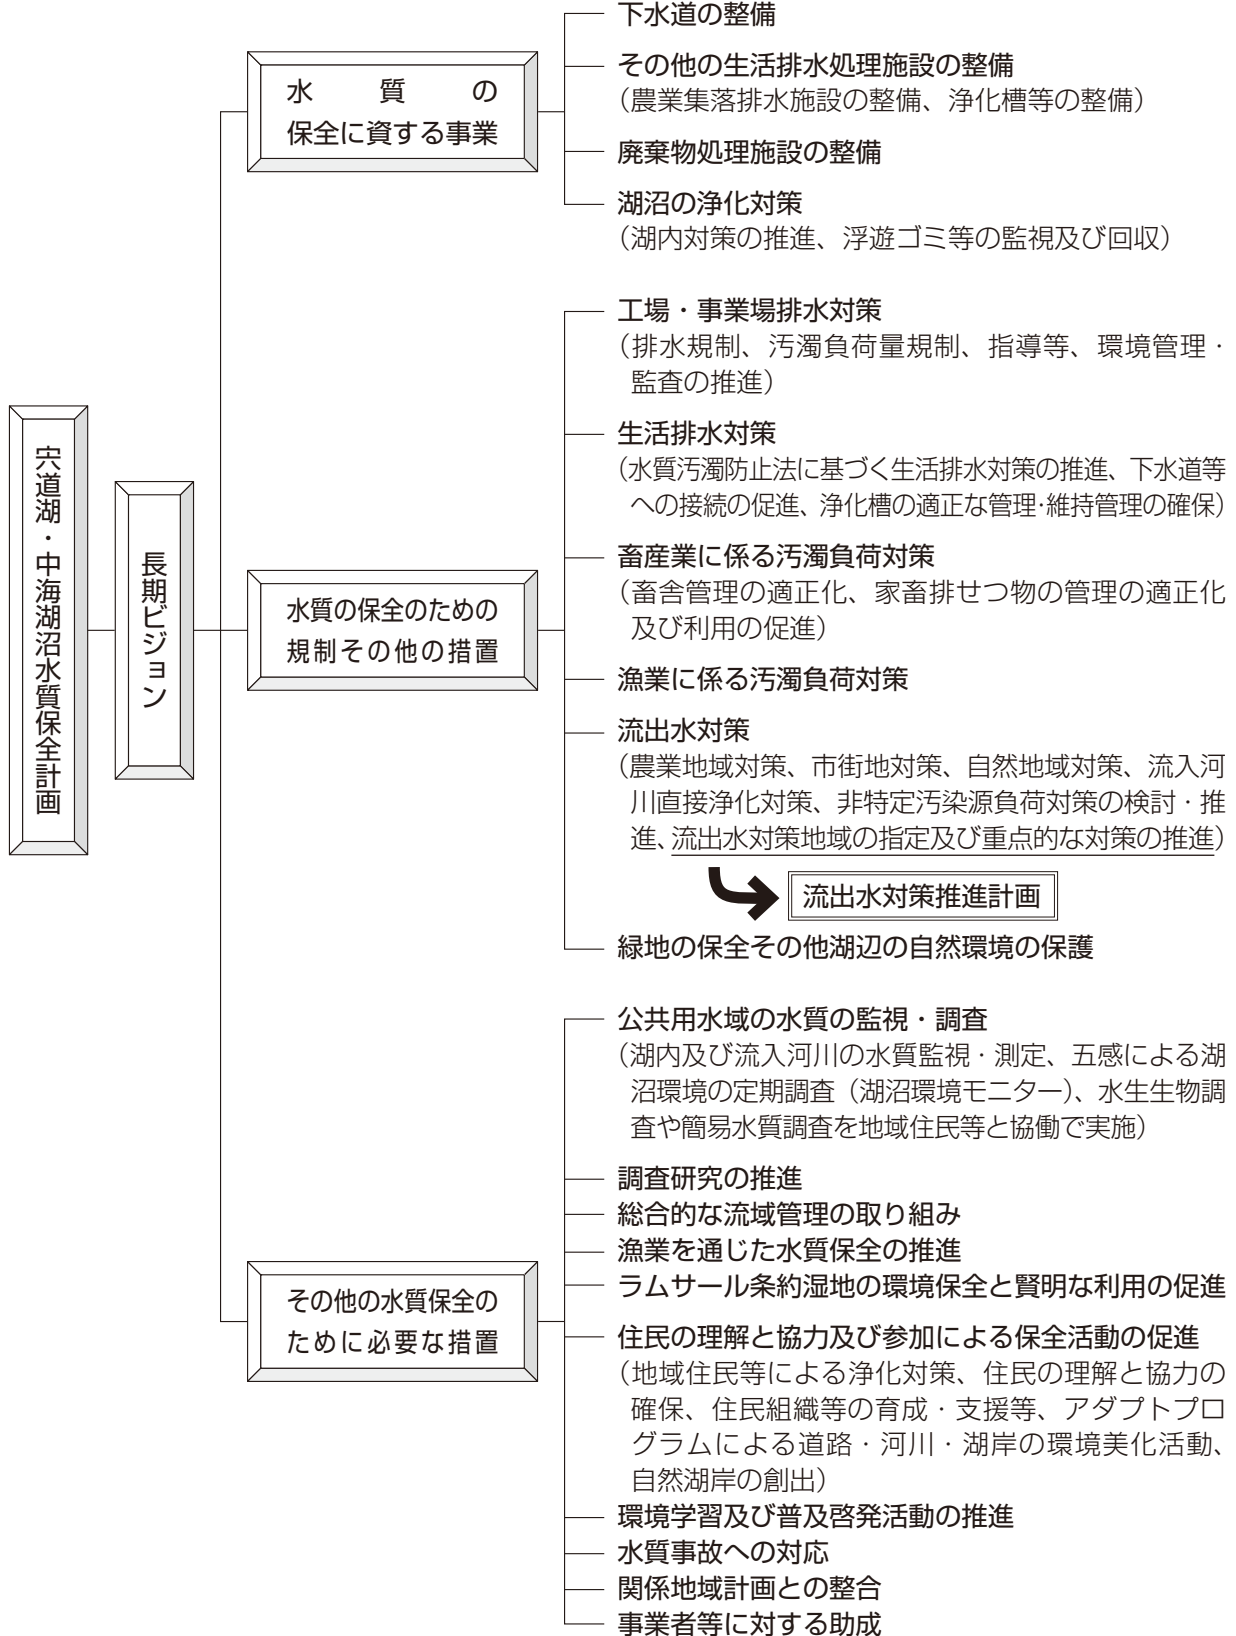 宍道湖・中海湖沼水質保全計画
長期ビジョン
水質の
保全に資する事業
下水道の整備
その他の生活排水処理施設の整備
（農業集落排水施設の整備、浄化槽等の整備）
廃棄物処理施設の整備
湖沼の浄化対策
（湖内対策の推進、浮遊ゴミ等の監視及び回収）
水質の保全のための
規制その他の措置
工場・事業場排水対策
（排水規制、汚濁負荷量規制、指導等、環境管理・
監査の推進）
生活排水対策
（水質汚濁防止法に基づく生活排水対策の推進、下水道等
への接続の促進、浄化槽の適正な管理・維持管理の確保）
畜産業に係る汚濁負荷対策
（畜舎管理の適正化、家畜排せつ物の管理の適正化
及び利用の促進）
漁業に係る汚濁負荷対策
流出水対策
（農業地域対策、市街地対策、自然地域対策、流入河
川直接浄化対策、非特定汚染源負荷対策の検討・推
進、流出水対策地域の指定及び重点的な対策の推進）
流出水対策推進計画
緑地の保全その他湖辺の自然環境の保護
その他の水質保全の
ために必要な措置
公共用水域の水質の監視・調査
（湖内及び流入河川の水質監視・測定、五感による湖
沼環境の定期調査（湖沼環境モニター）、水生生物調
査や簡易水質調査を地域住民等と協働で実施）
調査研究の推進
総合的な流域管理の取り組み
漁業を通じた水質保全の推進
ラムサール条約湿地の環境保全と賢明な利用の促進
住民の理解と協力及び参加による保全活動の促進
（地域住民等による浄化対策、住民の理解と協力の
確保、住民組織等の育成・支援等、アダプトプロ
グラムによる道路・河川・湖岸の環境美化活動、
自然湖岸の創出）
環境学習及び普及啓発活動の推進
水質事故への対応
関係地域計画との整合
事業者等に対する助成